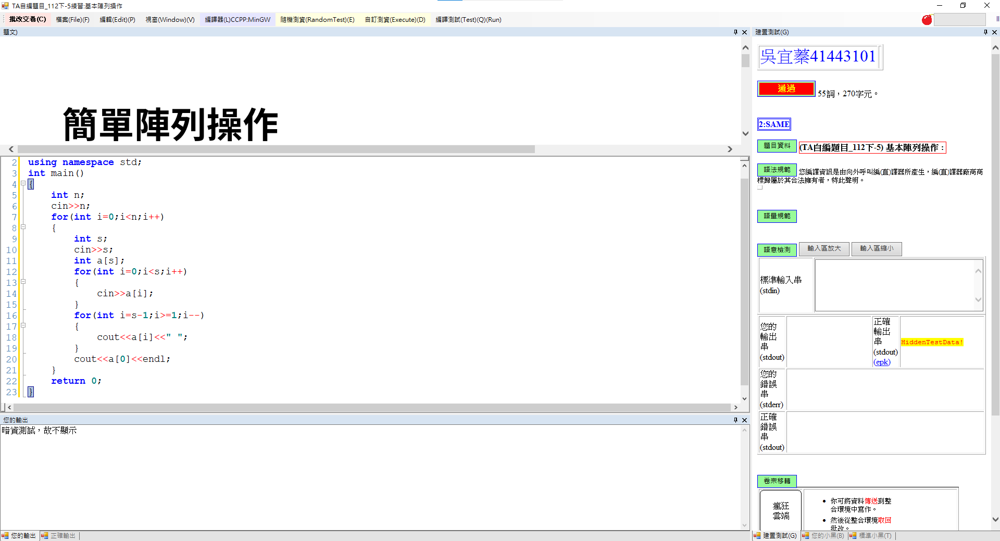 TA自編題目_112下-5練習:基本陣列操作
批改交卷(C) 檔案(File)(F) 編輯(Edit)(P) 視窗(Window)(V) 編譯器(L)CCPP:MinGW 隨機測資(RandomTest)(E) 自訂測資(Execute)(D) 編譯測試(Test)(Q)(Run)
題文)
簡單陣列操作
2 using namespace std;
3 int main()
4 {
5 int n;
6 cin>>n;
7 for(int i=0;i<n;i++)
8 {
9 int s;
10 cin>>s;
11 int a[s];
12 for(int i=0;i<s;i++)
13 {
14 cin>>a[i];
15 }
16 for(int i=s-1;i>=1;i--)
17 {
18 cout<<a[i]<<" ";
19 }
20 cout<<a[0]<<endl;
21 }
22 return 0;
23 }
您的輸出
暗資測試，故不顯示
您的輸出 正確輸出
建置測試(G)
吳宜蓁41443101
通過 55詞，270字元。
2:SAME
題目資料 (TA自編題目_112下-5) 基本陣列操作：
語法規範 您編譯資訊是由向外呼叫編(直)譯器所產生，編(直)譯器廠商商
標歸屬於其合法擁有者，特此聲明。
語量規範
語意檢測 輸入區放大 輸入區縮小
標準輸入串
(stdin)
您的
輸出
串
(stdout)
正確
輸出
串
(stdout)
(epk)
HiddenTestData!
您的
錯誤
串
(stderr)
正確
錯誤
串
(stdout)
卷宗移轉
瘋狂
雲端
你可將資料傳送到整
合環境中寫作。
然後從整合環境取回
批改。
建置測試(G) 您的小黑(B) 標準小黑(T)